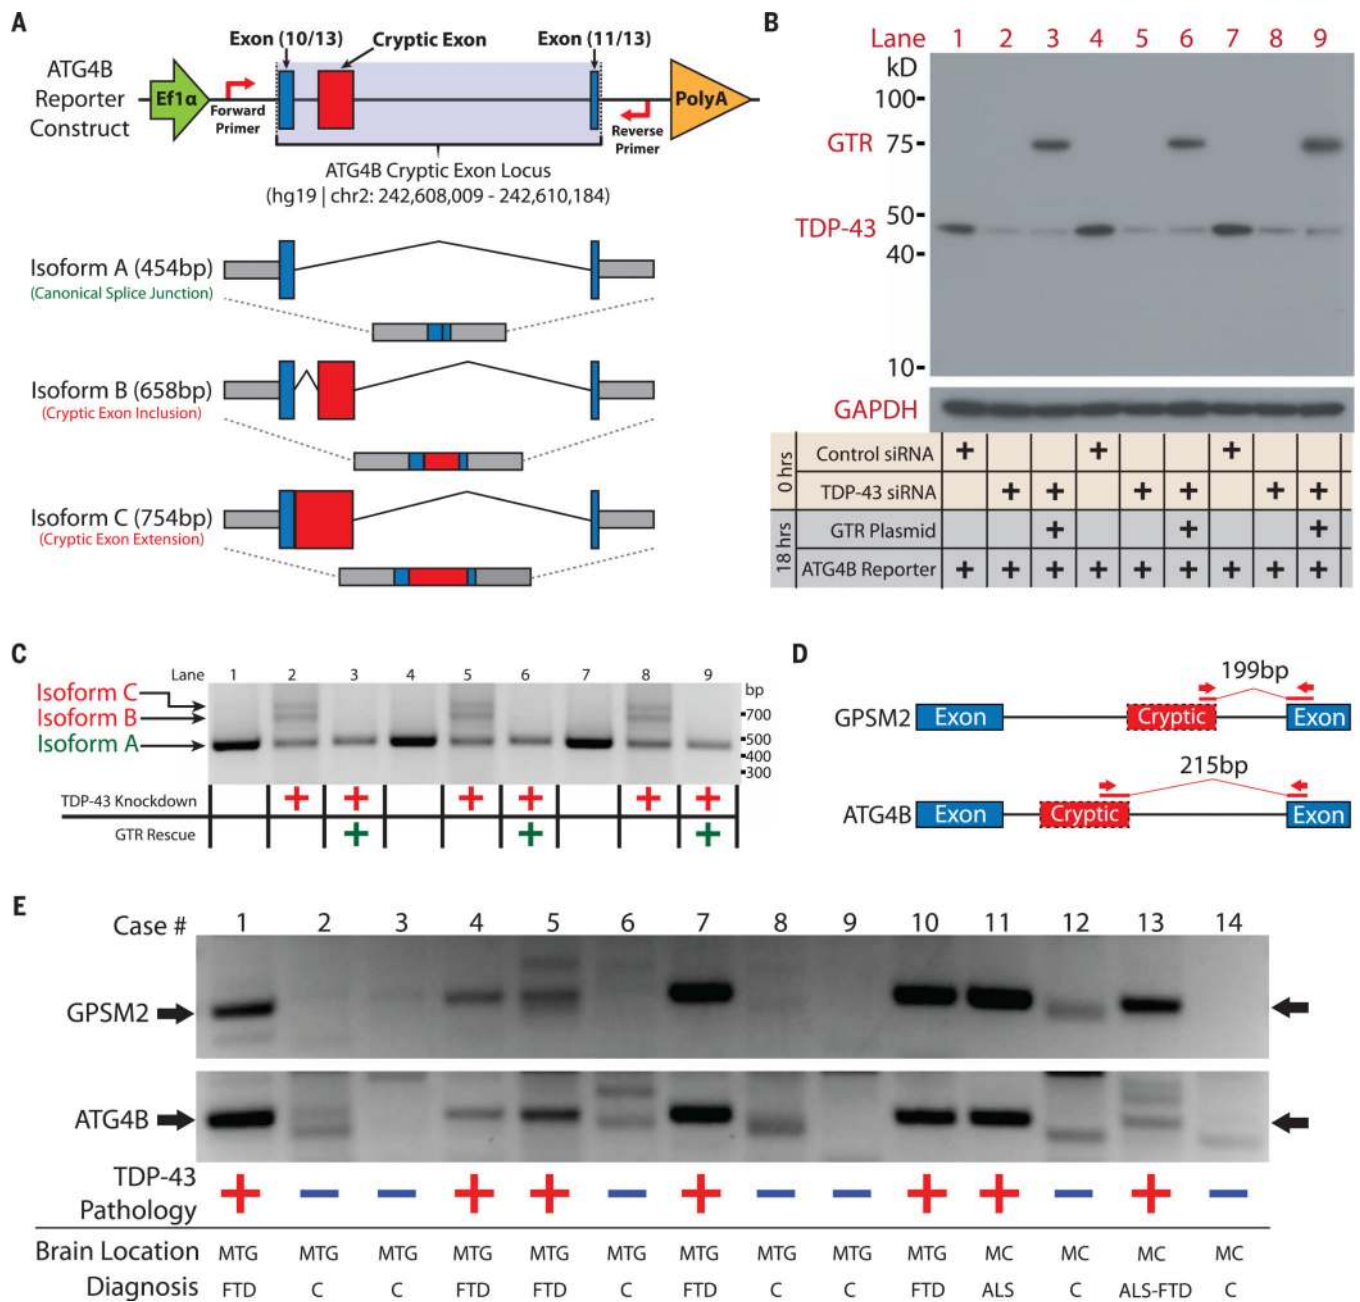 A
Exon (10/13)
Cryptic Exon
Exon (11/13)
ATG4B
Reporter
Construct
Ef1α
Forward
Primer
Reverse
Primer
PolyA
ATG4B Cryptic Exon Locus
(hg19 | chr2: 242,608,009 - 242,610,184)
Isoform A (454bp)
(Canonical Splice Junction)
Isoform B (658bp)
(Cryptic Exon Inclusion)
Isoform C (754bp)
(Cryptic Exon Extension)
B
Lane 1 2 3 4 5 6 7 8 9
kD
100-
GTR 75-
50-
TDP-43
40-
10-
GAPDH
0 hrs
Control siRNA + + +
TDP-43 siRNA + + + + + +
18 hrs
GTR Plasmid + + +
ATG4B Reporter + + + + + + + + +
C
Lane 1 2 3 4 5 6 7 8 9
bp
Isoform C
Isoform B 700
Isoform A 500
400
300
TDP-43 Knockdown + + + + + +
GTR Rescue + + +
D
199bp
GPSM2 Exon Cryptic Exon
215bp
ATG4B Exon Cryptic Exon
E
Case # 1 2 3 4 5 6 7 8 9 10 11 12 13 14
GPSM2
ATG4B
TDP-43
Pathology + − − + + − + − − + + − + −
Brain Location MTG MTG MTG MTG MTG MTG MTG MTG MTG MTG MC MC MC MC
Diagnosis FTD C C FTD FTD C FTD C C FTD ALS C ALS-FTD C